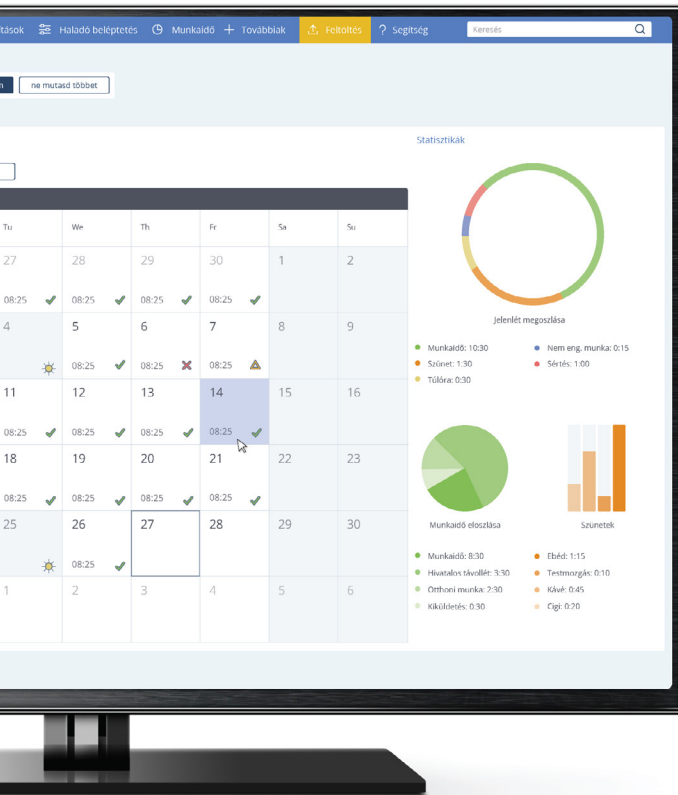 Haladó beléptetés Munkaidő Továbbiak Feltöltés ? Segítség Keresés
ne mutasd többet
Statisztikák
Tu We Th Fr Sa Su
27 28 29 30 1 2
08:25 08:25 08:25 08:25
4 5 6 7 8 9
08:25 08:25 08:25
11 12 13 14 15 16
08:25 08:25 08:25 08:25
18 19 20 21 22 23
08:25 08:25 08:25 08:25
25 26 27 28 29 30
08:25
1 2 3 4 5 6
Jelenlét megoszlása
Munkaidő: 10:30
Szünet: 1:30
Túlóra: 0:30
Nem eng. munka: 0:15
Sértés: 1:00
Munkaidő eloszlása
Munkaidő: 8:30
Hivatalos távollét: 3:30
Otthoni munka: 2:30
Kiküldetés: 0:30
Szünetek
Ebéd: 1:15
Testmozgás: 0:10
Kávé: 0:45
Cigi: 0:20